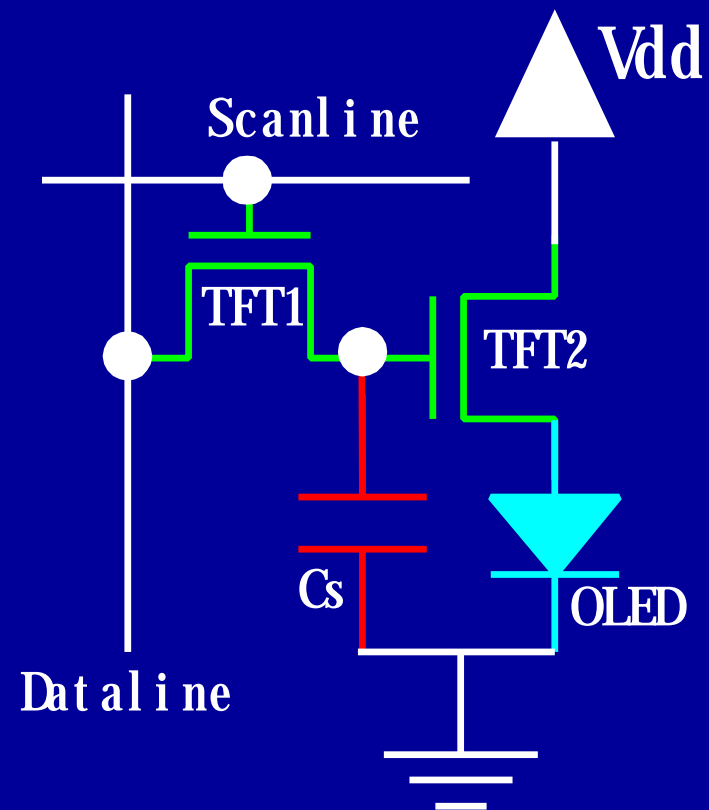 Vdd
Scanline
TFT1
TFT2
Cs
OLED
Dataline